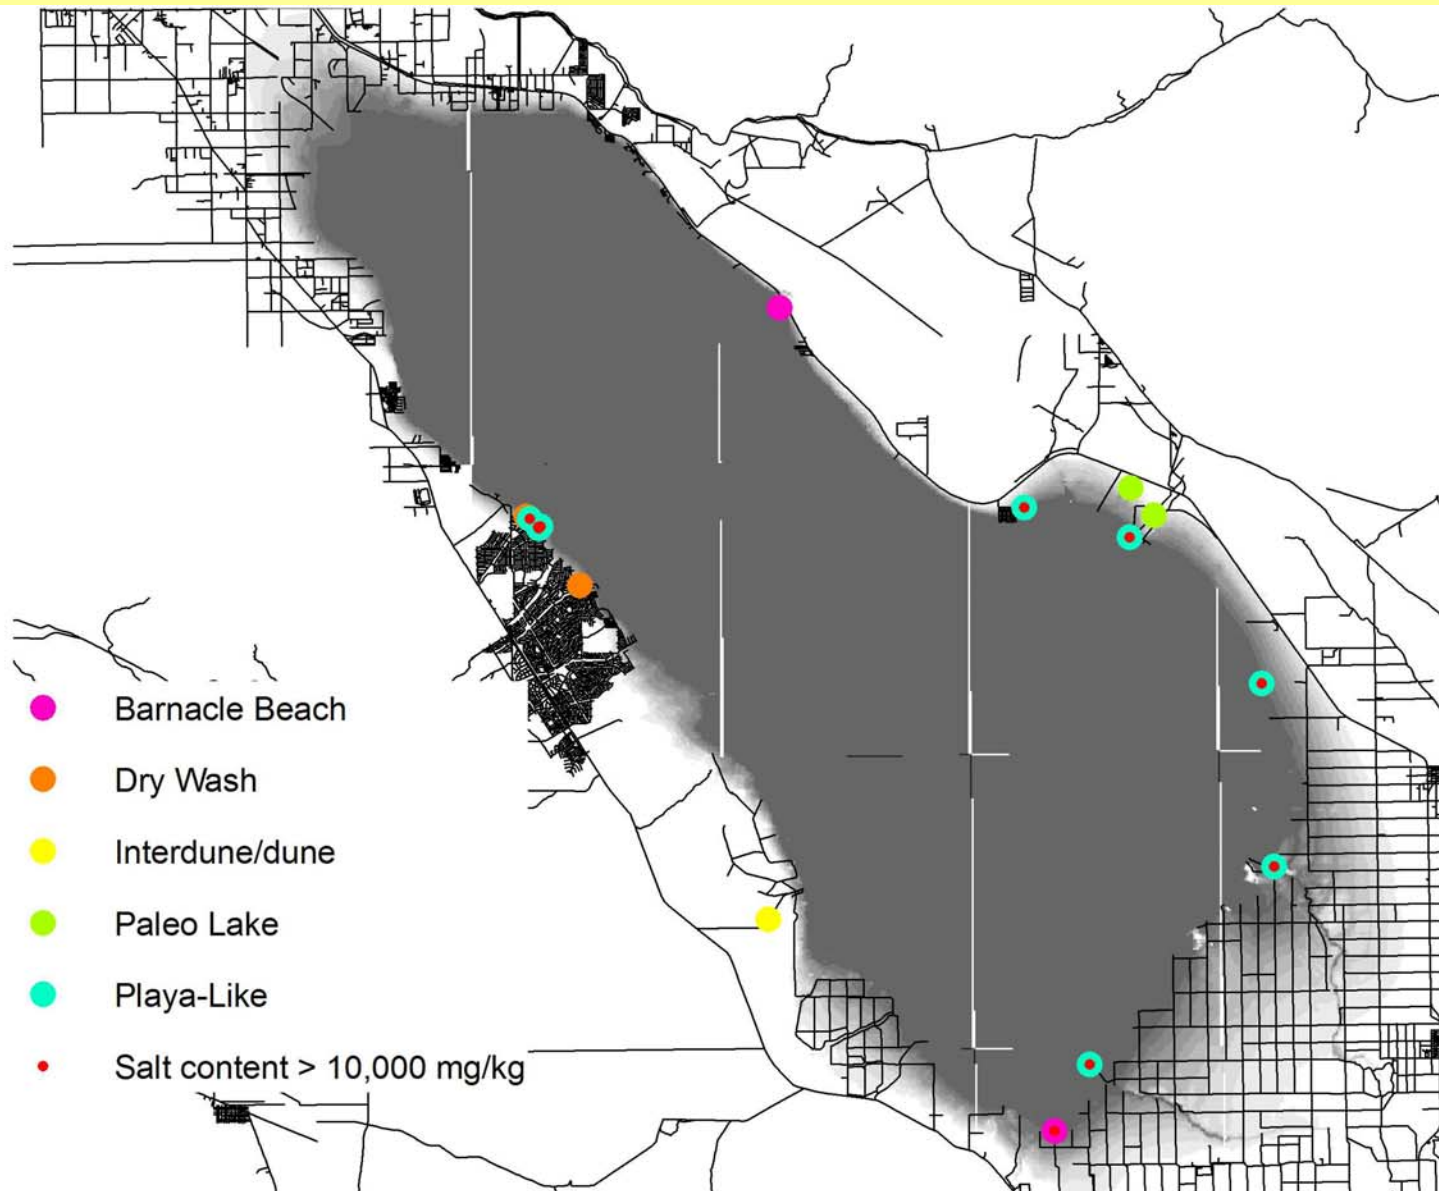 Barnacle Beach
Dry Wash
Interdune/dune
Paleo Lake
Playa-Like
Salt content > 10,000 mg/kg